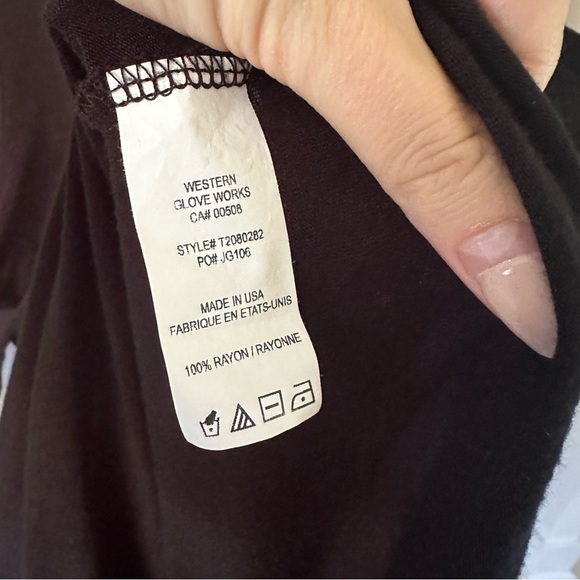 WESTERN
GLOVE WORKS
CA# 00508
STYLE# T2080282
PO# JG106
MADE IN USA
FABRIQUE EN ETATS-UNIS
100% RAYON / RAYONNE